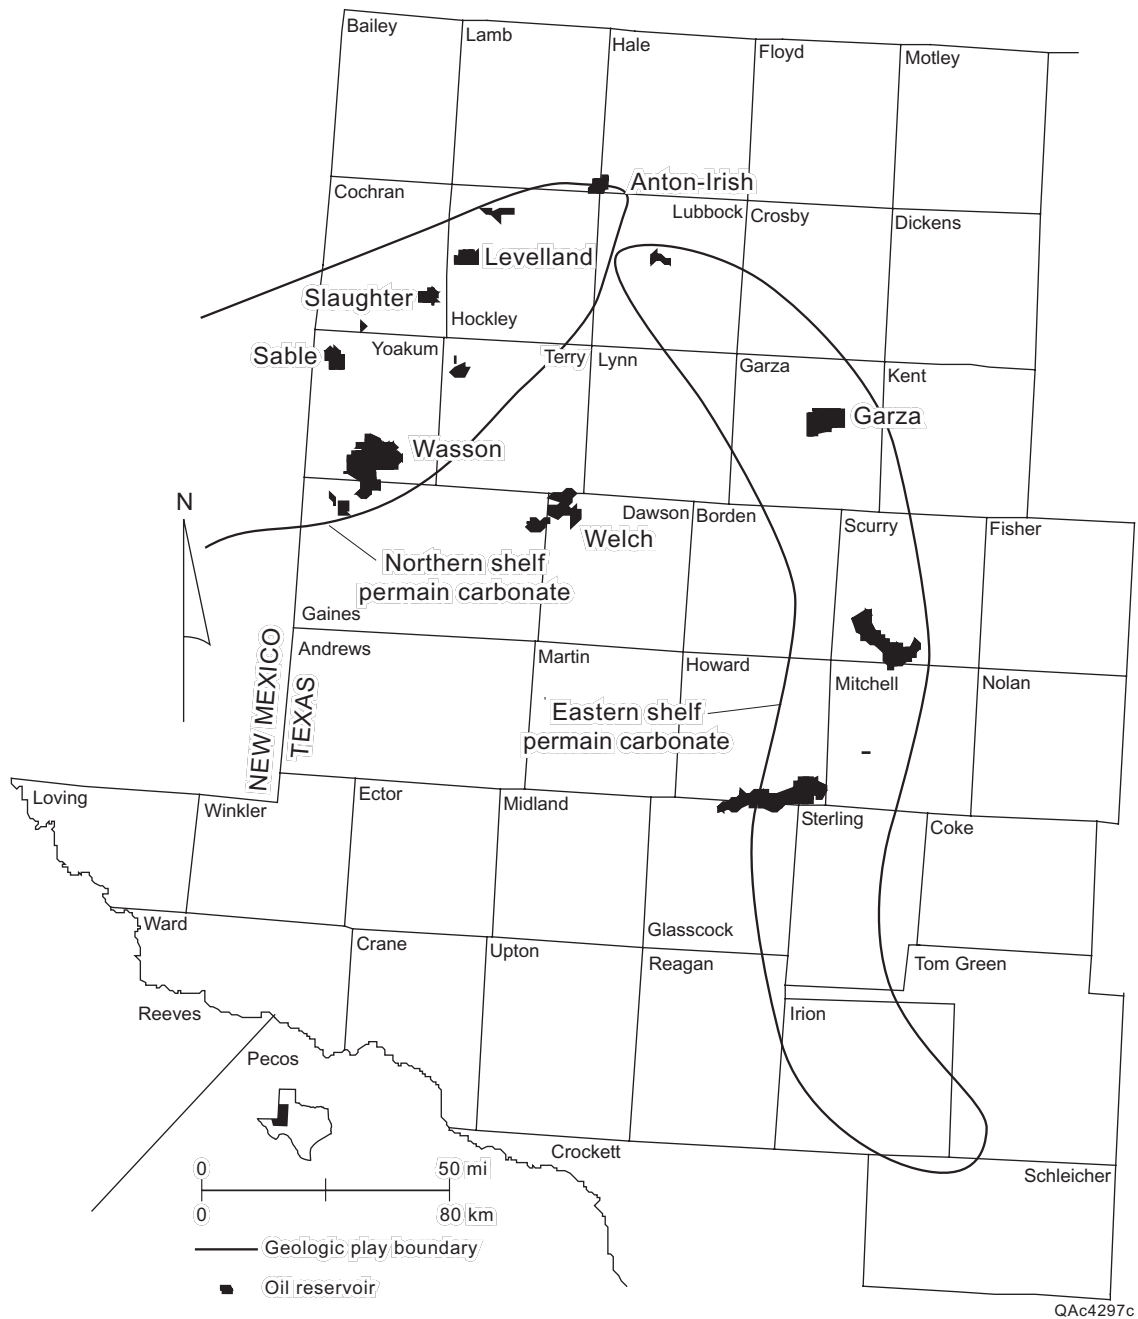 Bailey
Lamb
Hale
Floyd
Motley
Cochran
Anton-Irish
Lubbock
Crosby
Dickens
Levelland
Slaughter
Hockley
Sable
Yoakum
Terry
Lynn
Garza
Kent
Garza
Wasson
N
Welch
Dawson
Borden
Scurry
Fisher
Northern shelf
permain carbonate
Gaines
Andrews
Martin
Howard
Mitchell
Nolan
NEW MEXICO
TEXAS
Eastern shelf
permain carbonate
Loving
Winkler
Ector
Midland
Sterling
Coke
Ward
Crane
Upton
Glasscock
Reagan
Tom Green
Reeves
Irion
Pecos
Crockett
Schleicher
0
50 mi
0
80 km
Geologic play boundary
Oil reservoir
QAc4297c